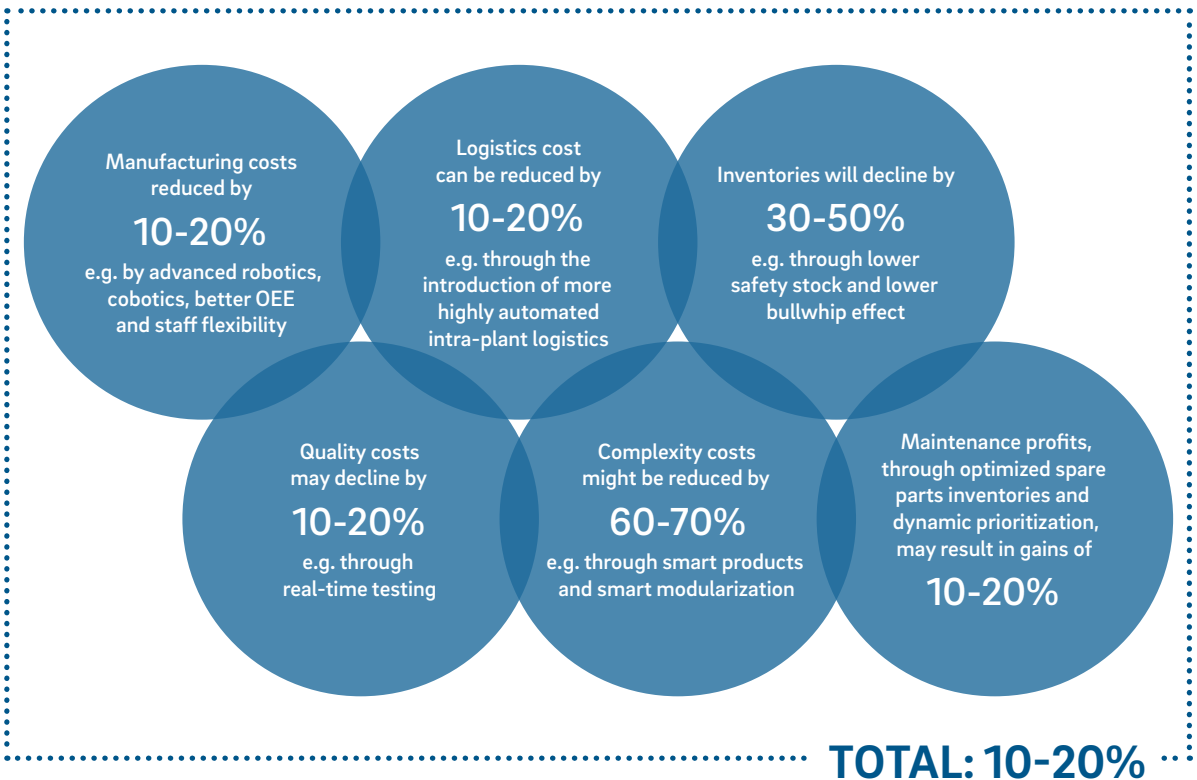 Manufacturing costs
reduced by
10-20%
e.g. by advanced robotics,
cobotics, better OEE
and staff flexibility
Logistics cost
can be reduced by
10-20%
e.g. through the
introduction of more
highly automated
intra-plant logistics
Inventories will decline by
30-50%
e.g. through lower
safety stock and lower
bullwhip effect
Quality costs
may decline by
10-20%
e.g. through
real-time testing
Complexity costs
might be reduced by
60-70%
e.g. through smart products
and smart modularization
Maintenance profits,
through optimized spare
parts inventories and
dynamic prioritization,
may result in gains of
10-20%
TOTAL: 10-20%